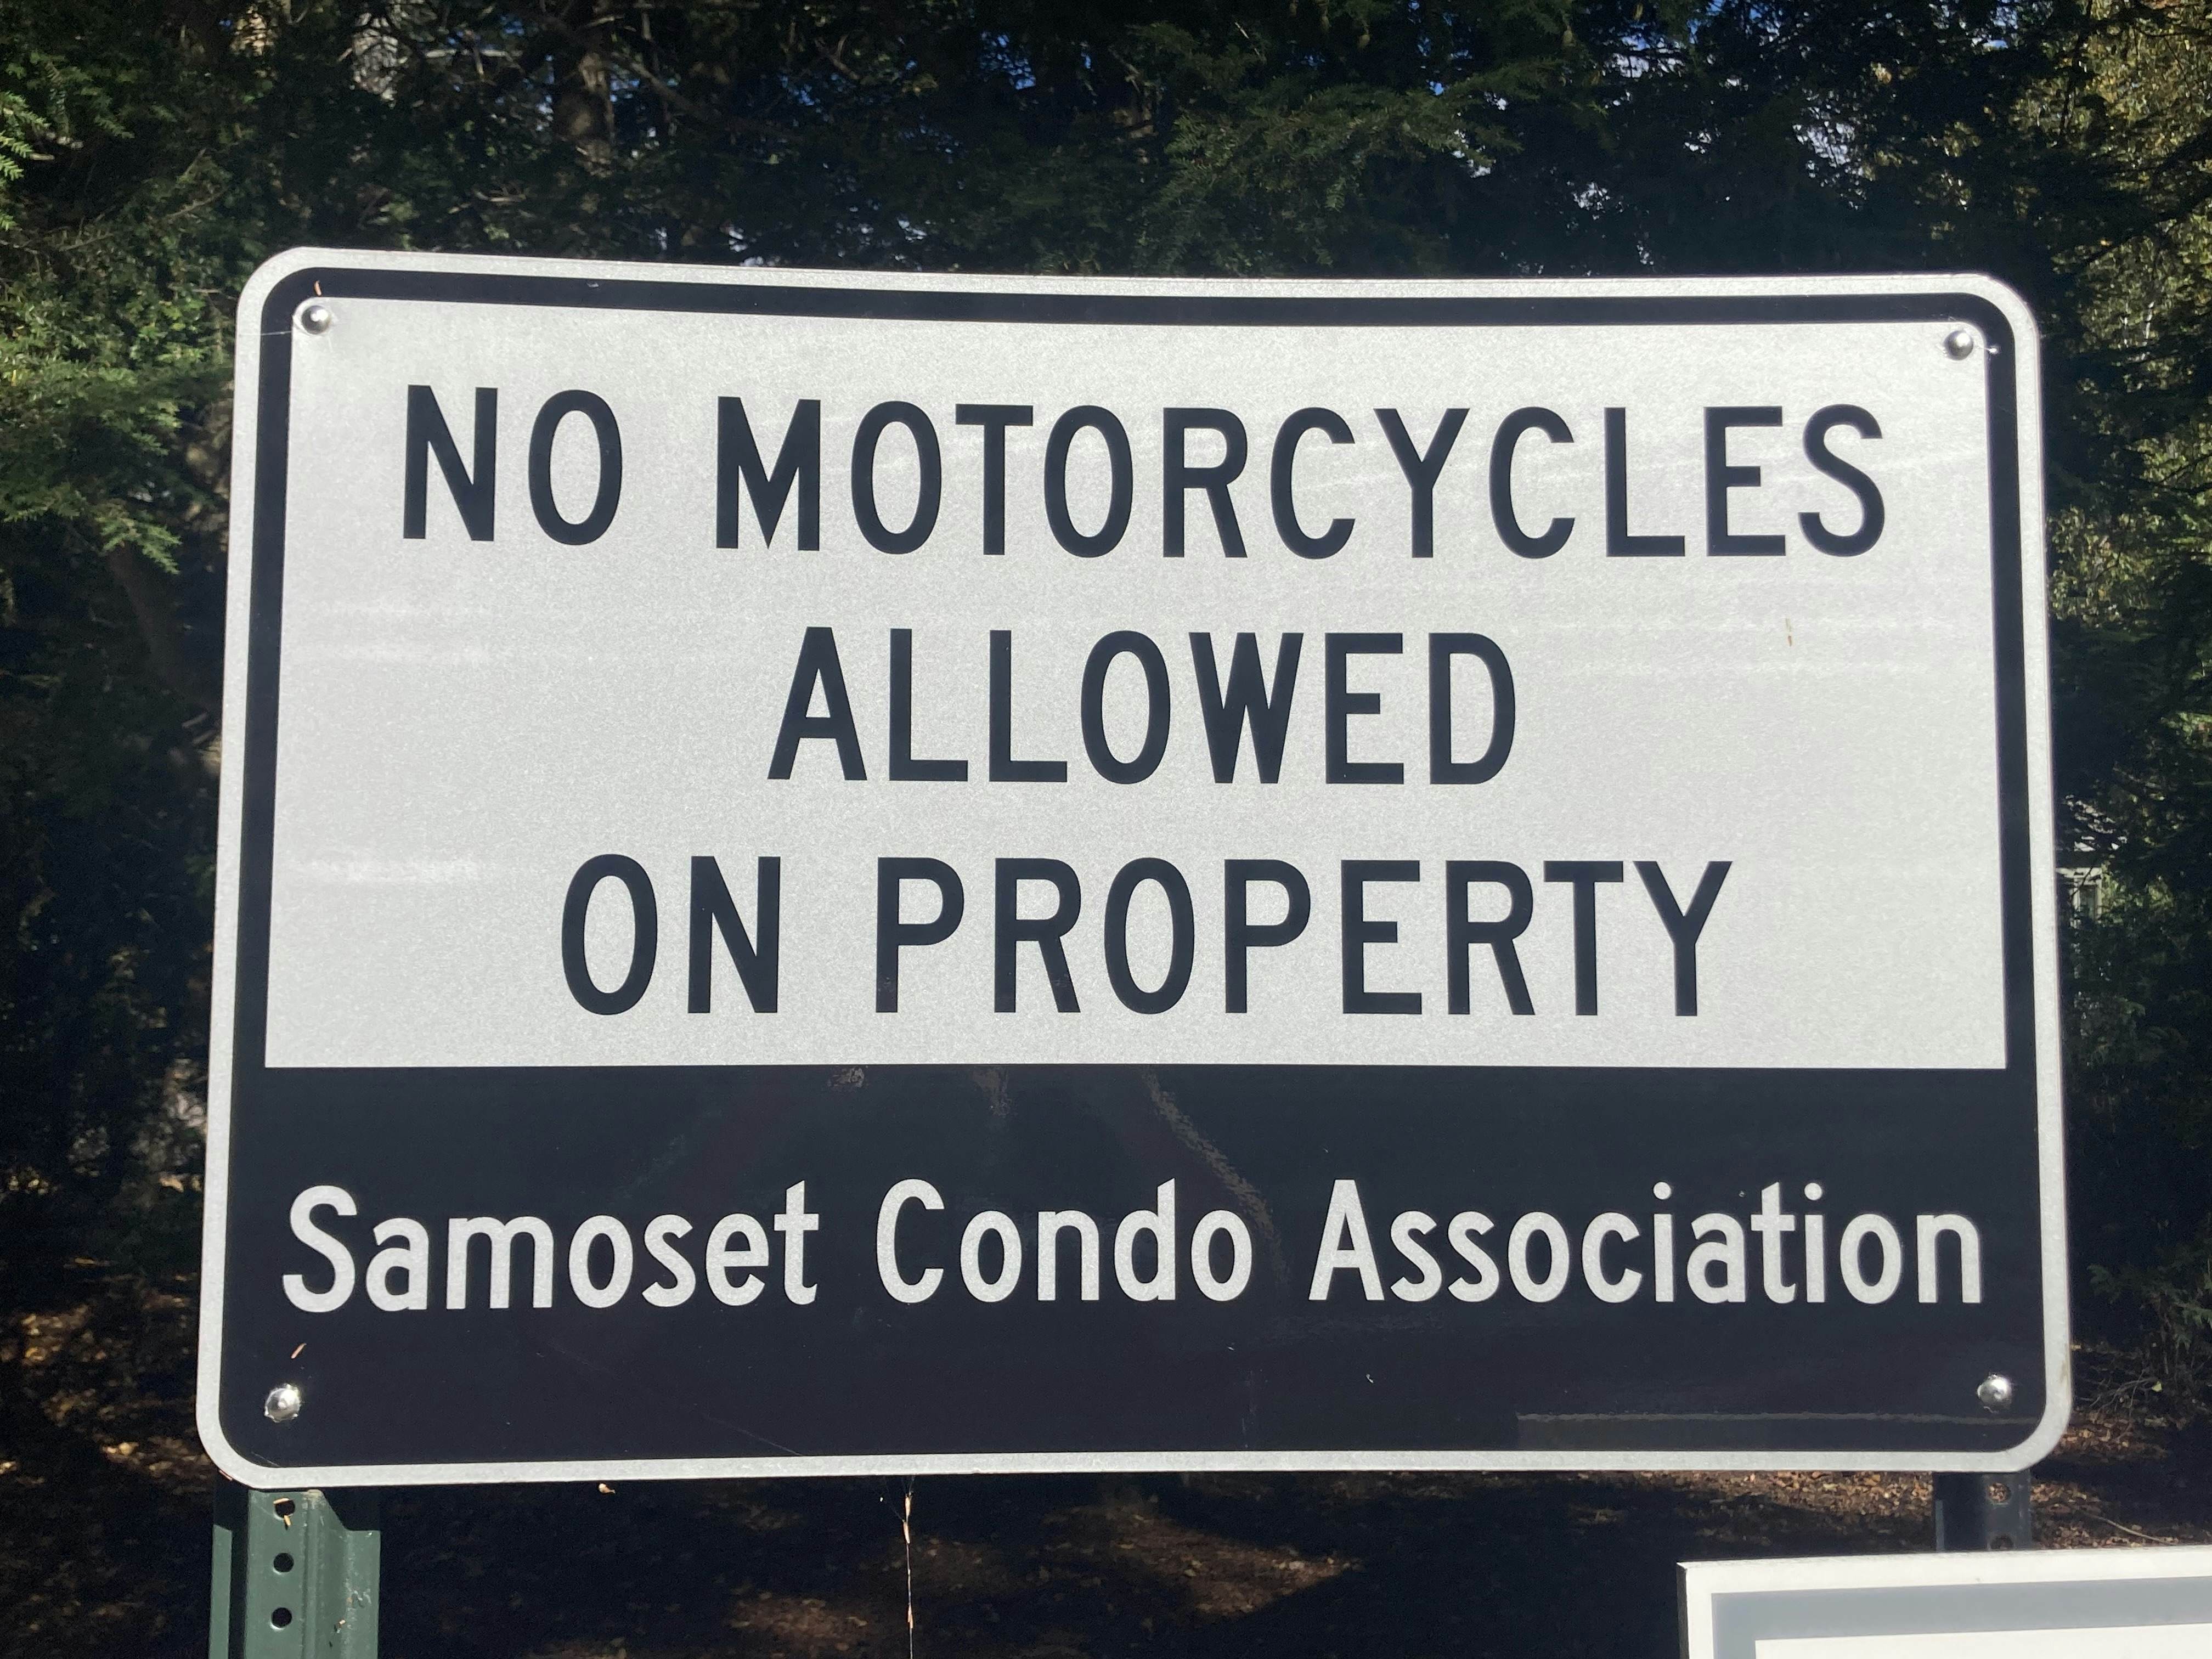 NO MOTORCYCLES
ALLOWED
ON PROPERTY
Samoset Condo Association